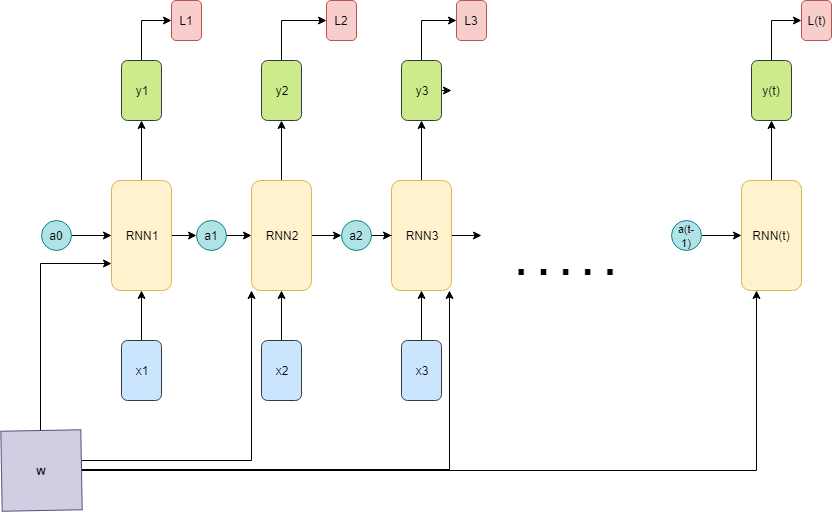 L1
L2
L3
L(t)
y1
y2
y3
y(t)
a0
RNN1
a1
RNN2
a2
RNN3
a(t-
1)
RNN(t)
. . . . .
x1
x2
x3
w